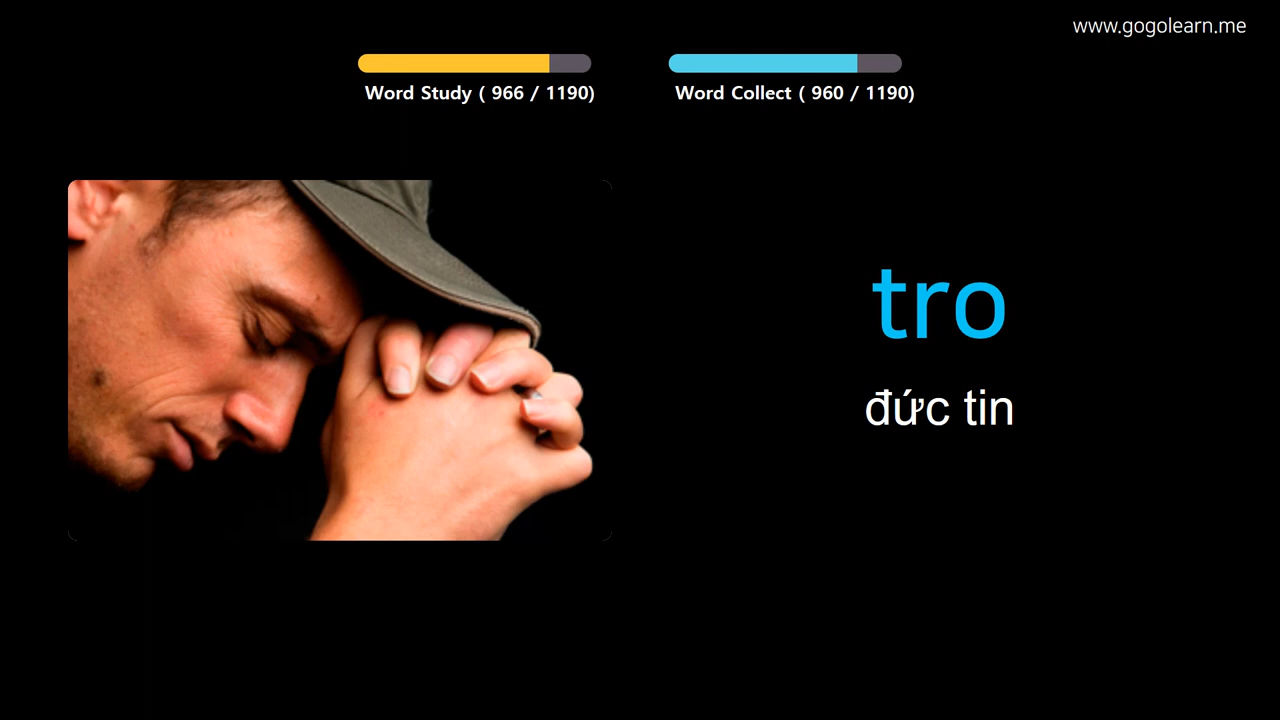 www.gogolearn.me
Word Study ( 966 / 1190)
Word Collect ( 960 / 1190)
tro
đức tin